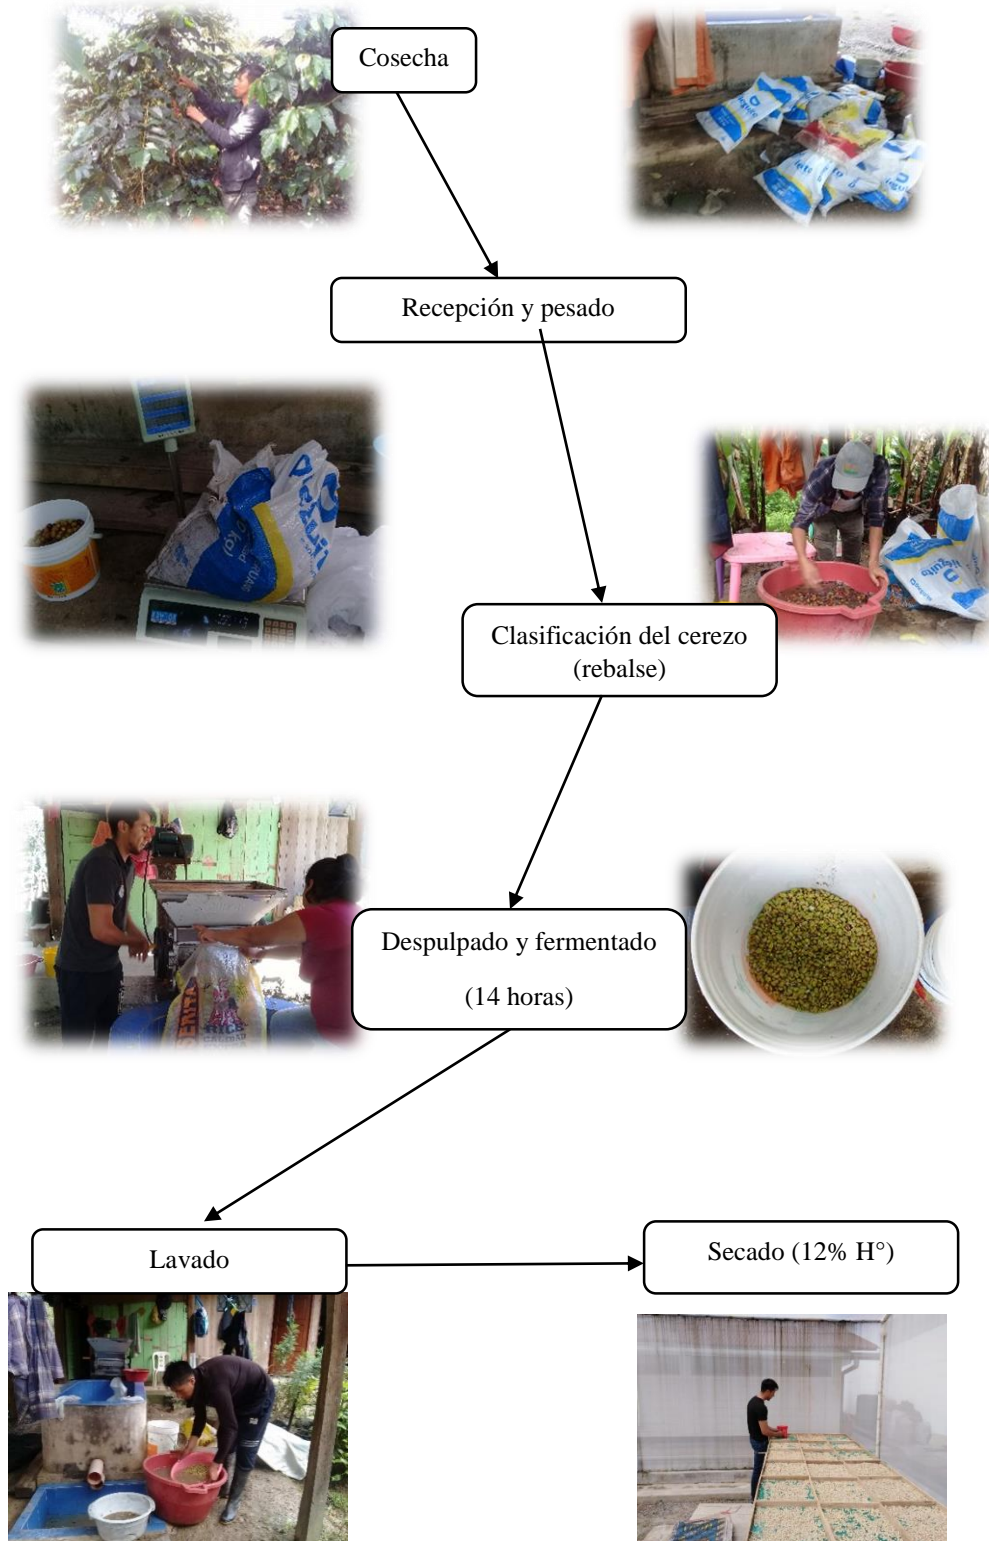 Cosecha
Recepción y pesado
Clasificación del cerezo
(rebalse)
Despulpado y fermentado
(14 horas)
Lavado
Secado (12% H°)